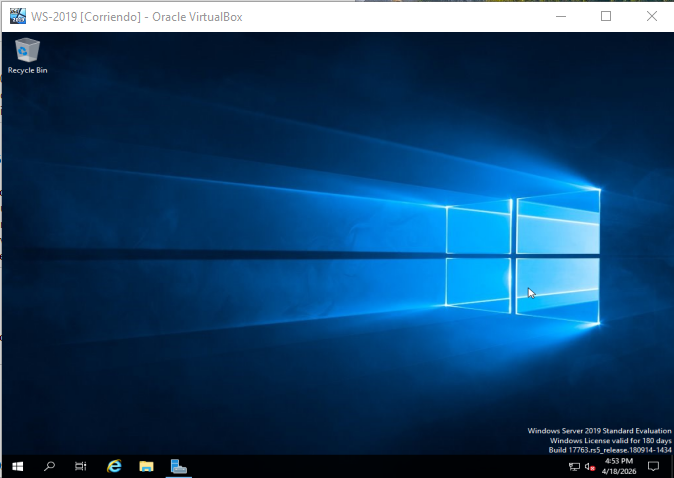 WS-2019 [Corriendo] - Oracle VirtualBox
Recycle Bin
Windows Server 2019 Standard Evaluation
Windows License valid for 180 days
Build 17763.rs5_release.180914-1434
4:53 PM
4/18/2026